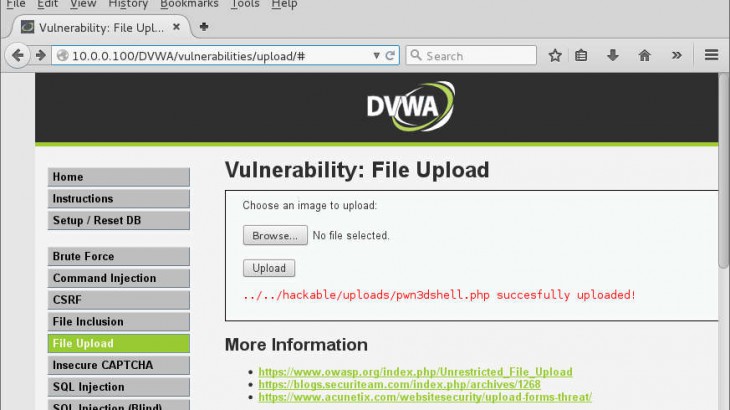 File Edit View History Bookmarks Tools Help
Vulnerability: File Upl...
10.0.0.100/DVWA/vulnerabilities/upload/#
Search
DVWA
Home
Instructions
Setup / Reset DB
Brute Force
Command Injection
CSRF
File Inclusion
File Upload
Insecure CAPTCHA
SQL Injection
SQL Injection (Blind)
Vulnerability: File Upload
Choose an image to upload:
Browse... No file selected.
Upload
../../hackable/uploads/pwn3dshell.php succesfully uploaded!
More Information
https://www.owasp.org/index.php/Unrestricted_File_Upload
https://blogs.securiteam.com/index.php/archives/1268
https://www.acunetix.com/websitesecurity/upload-forms-threat/